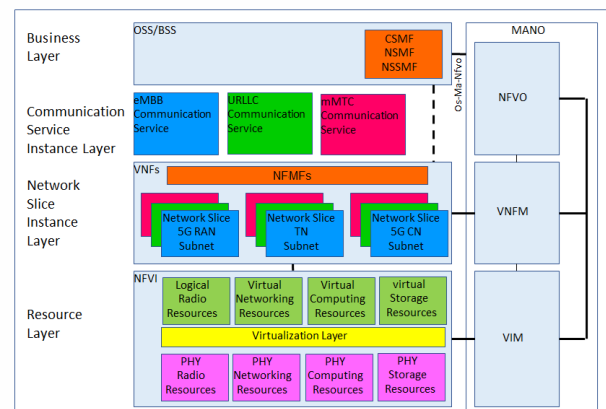 OSS/BSS
MANO
Business
Layer
CSMF
NSMF
NSSMF
Os-Ma-Nfvo
NFVO
Communication
Service
Instance Layer
eMBB
Communication
Service
URLLC
Communication
Service
mMTC
Communication
Service
Network
Slice
Instance
Layer
VNFs
NFMFs
Network Slice
5G RAN
Subnet
Network Slice
TN
Subnet
Network Slice
5G CN
Subnet
VNFM
Resource
Layer
NFVI
Logical
Radio
Resources
Virtual
Networking
Resources
Virtual
Computing
Resources
virtual
Storage
Resources
Virtualization Layer
PHY
Radio
Resources
PHY
Networking
Resources
PHY
Computing
Resources
PHY
Storage
Resources
VIM